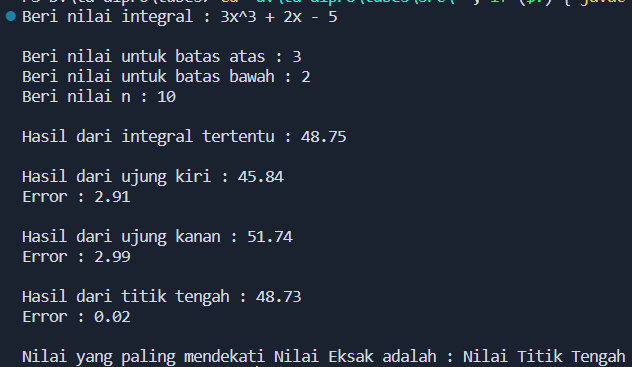 Beri nilai integral : 3x^3 + 2x - 5
Beri nilai untuk batas atas : 3
Beri nilai untuk batas bawah : 2
Beri nilai n : 10
Hasil dari integral tertentu : 48.75
Hasil dari ujung kiri : 45.84
Error : 2.91
Hasil dari ujung kanan : 51.74
Error : 2.99
Hasil dari titik tengah : 48.73
Error : 0.02
Nilai yang paling mendekati Nilai Eksak adalah : Nilai Titik Tengah